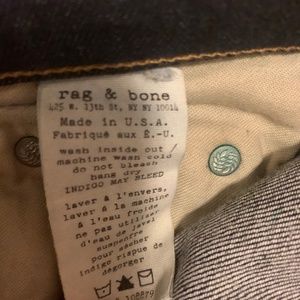 rag & bone
425 W. 13th St, NY NY 10014
Made in U.S.A.
Fabriqué aux É.-U.
wash inside out /
machine wash cold
do not bleach
hang dry
INDIGO MAY BLEED
laver à l'envers,
laver à la machine
à l'eau froide
ne pas utiliser
d'eau de javel
suspendre
pour sécher
indigo risque de
dégorger